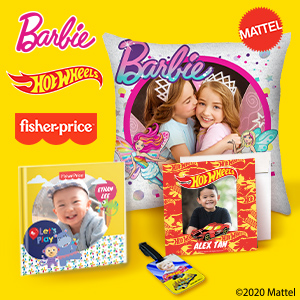 Barbie
MATTEL
Hot Wheels
fisher-price
Barbie
Fisher-Price
ETHAN
LEE
Let's
Play!
Hot Wheels
ALEX TAN
©2020 Mattel